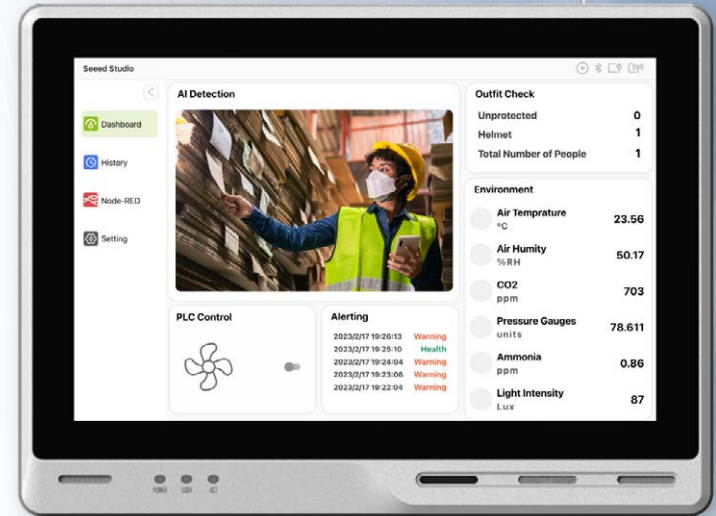 Seeed Studio
Dashboard
History
Node-RED
Setting
AI Detection
PLC Control
Alerting
2023/2/17 19:26:13 Warning
2023/2/17 19:25:10 Health
2023/2/17 19:24:04 Warning
2023/2/17 19:23:06 Warning
2023/2/17 19:22:04 Warning
Outfit Check
Unprotected 0
Helmet 1
Total Number of People 1
Environment
Air Temprature 23.56
°C
Air Humity 50.17
%RH
CO2 703
ppm
Pressure Gauges 78.611
units
Ammonia 0.86
ppm
Light Intensity 87
Lux
POWER USER ACT